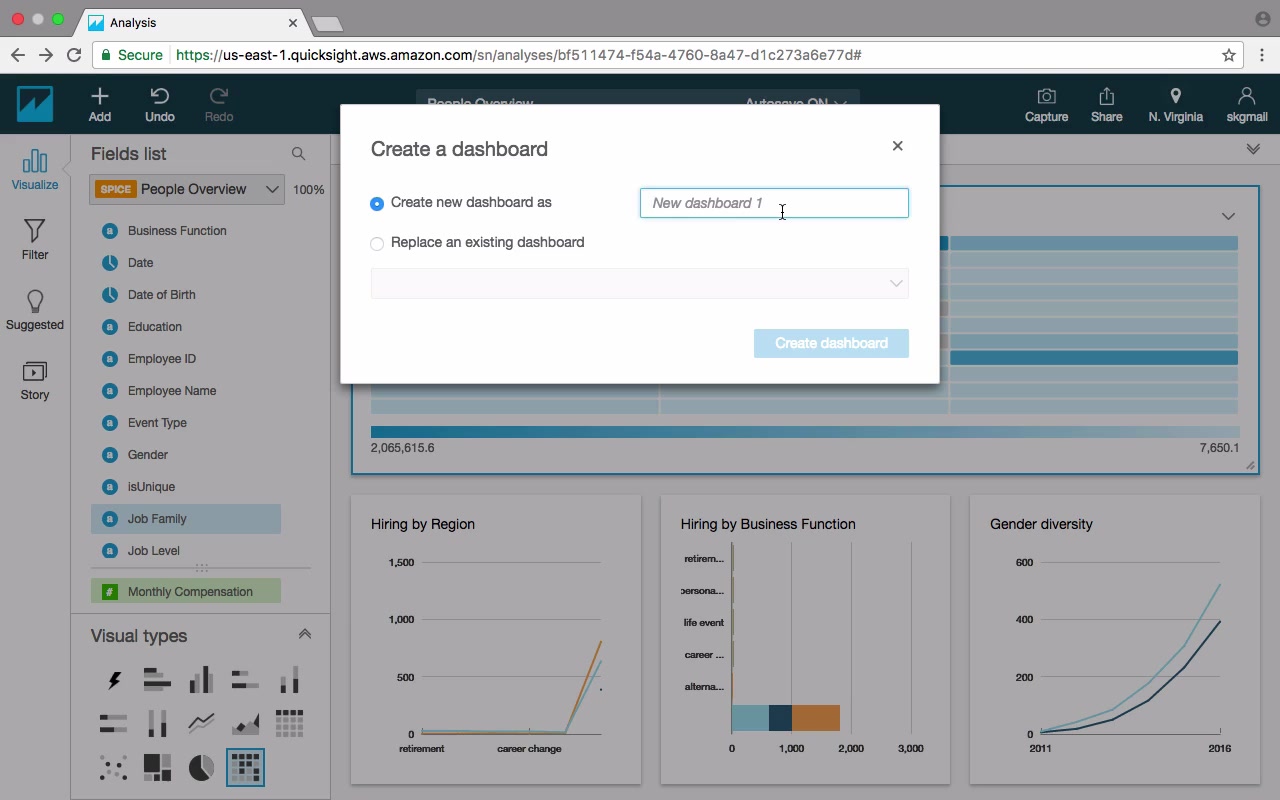 Analysis
Secure
https://us-east-1.quicksight.aws.amazon.com/sn/analyses/bf511474-f54a-4760-8a47-d1c273a6e77d#
Add
Undo
Redo
People Overview
Autosave ON
Capture
Share
N. Virginia
skgmail
Visualize
Filter
Suggested
Story
Fields list
SPICE People Overview
100%
a Business Function
Date
Date of Birth
a Education
a Employee ID
a Employee Name
a Event Type
a Gender
a isUnique
a Job Family
a Job Level
# Monthly Compensation
Visual types
Create a dashboard
Create new dashboard as
New dashboard 1
Replace an existing dashboard
Create dashboard
2,065,615.6
7,650.1
Hiring by Region
1,500
1,000
500
0
retirement
career change
Hiring by Business Function
retirem...
persona...
life event
career ...
alterna...
0
1,000
2,000
3,000
Gender diversity
600
400
200
0
2011
2016